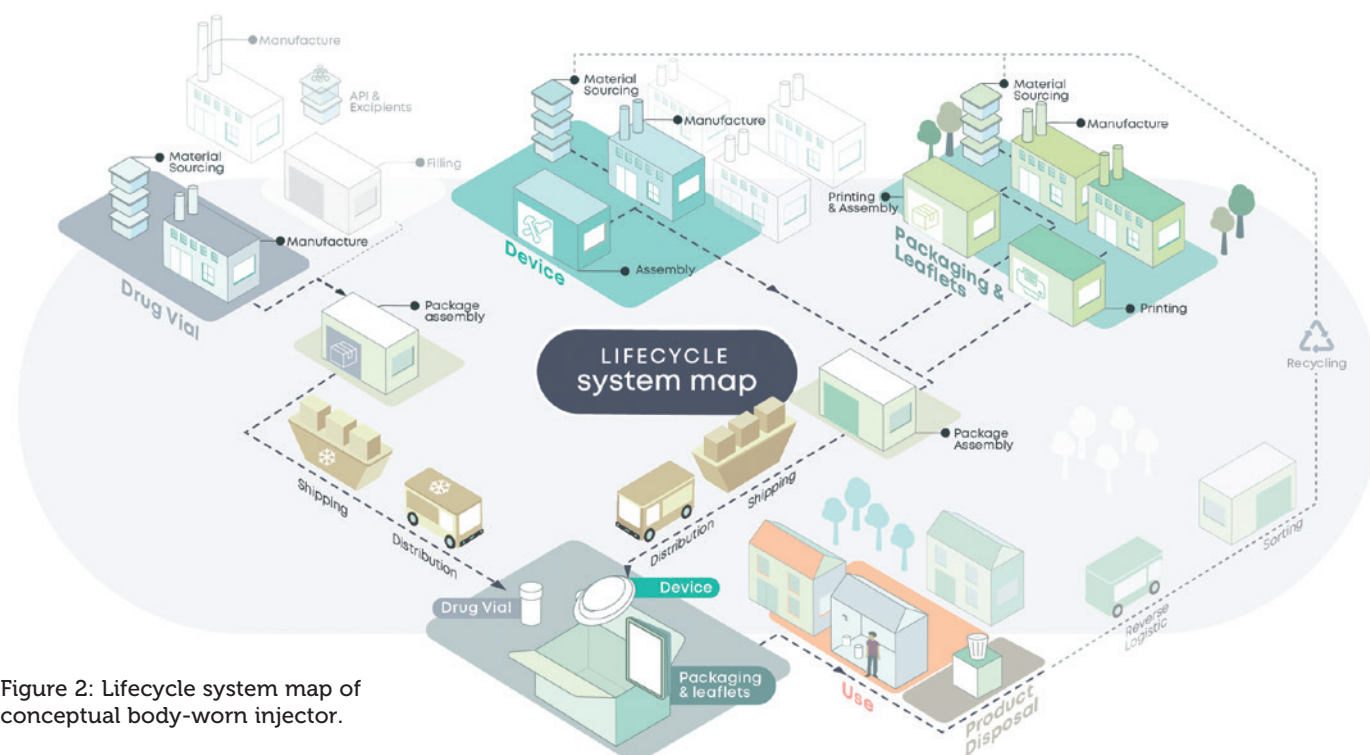 Manufacture
API &
Excipients
Filling
Material
Sourcing
Manufacture
Drug Vial
Package
assembly
Material
Sourcing
Manufacture
Assembly
Device
Material
Sourcing
Manufacture
Printing
& Assembly
Packaging &
Leaflets
Printing
LIFECYCLE
system map
Package
Assembly
Recycling
Shipping
Distribution
Shipping
Distribution
Sorting
Reverse
Logistic
Drug Vial
Device
Packaging
& leaflets
Use
Product
Disposal
Figure 2: Lifecycle system map of
conceptual body-worn injector.